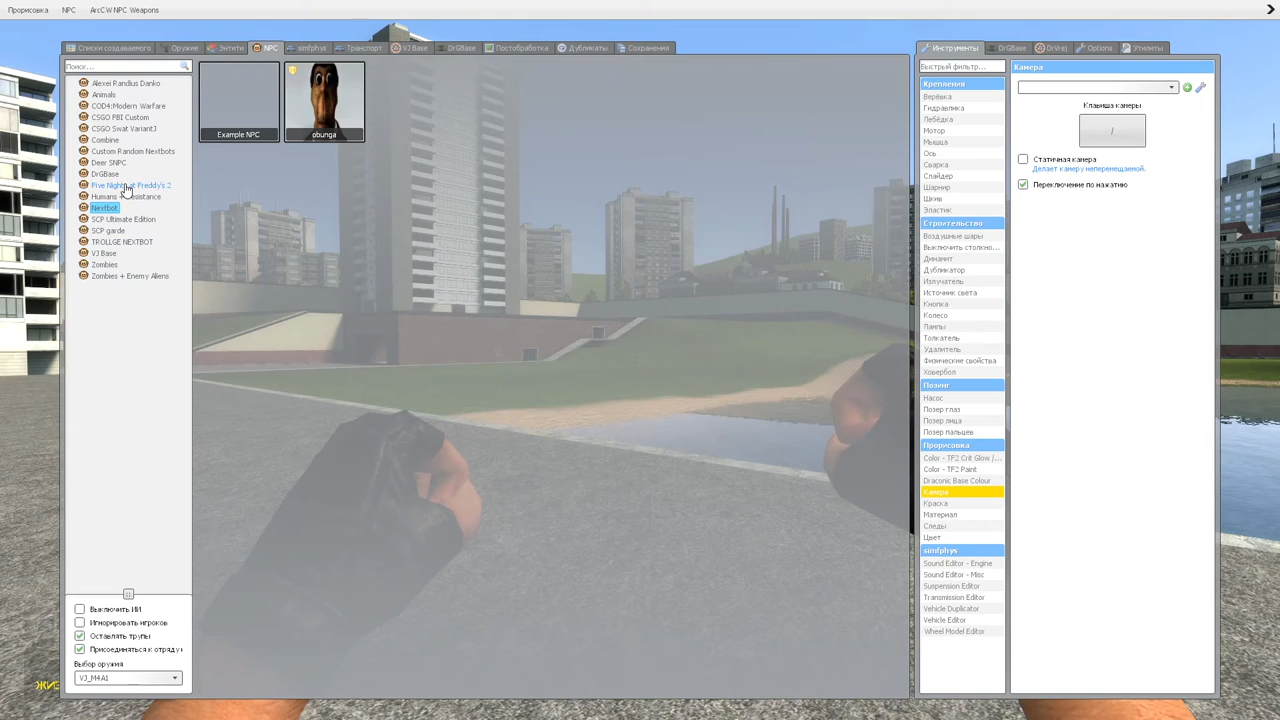 Прорисовка NPC ArcCW NPC Weapons
Списки создаваемого Оружие Энтити NPC simfphys Транспорт VJ Base DrGBase Постобработка Дубликаты Сохранения
Поиск...
Alexei Randius Danko
Animals
COD4:Modern Warfare
CSGO FBI Custom
CSGO Swat VariantJ
Combine
Custom Random Nextbots
Deer SNPC
DrGBase
Five Nights at Freddy's 2
Humans + Resistance
Nextbot
SCP Ultimate Edition
SCP garde
TROLLGE NEXTBOT
VJ Base
Zombies
Zombies + Enemy Aliens
Example NPC
obunga
Выключить ИИ
Игнорировать игроков
Оставлять трупы
Присоединяться к отряду
Выбор оружия
VJ_M4A1
Инструменты DrGBase DrVrej Options Утилиты
Быстрый фильтр...
Крепления
Верёвка
Гидравлика
Лебёдка
Мотор
Мышца
Ось
Сварка
Слайдер
Шарнир
Шкив
Эластик
Строительство
Воздушные шары
Выключить столкно...
Динамит
Дубликатор
Излучатель
Источник света
Кнопка
Колесо
Лампы
Толкатель
Удалитель
Физические свойства
Ховербол
Позинг
Насос
Позер глаз
Позер лица
Позер пальцев
Прорисовка
Color - TF2 Crit Glow /...
Color - TF2 Paint
Draconic Base Colour
Камера
Краска
Материал
Следы
Цвет
simfphys
Sound Editor - Engine
Sound Editor - Misc
Suspension Editor
Transmission Editor
Vehicle Duplicator
Vehicle Editor
Wheel Model Editor
Камера
Клавиша камеры
/
Статичная камера
Делает камеру неперемещаемой.
Переключение по нажатию